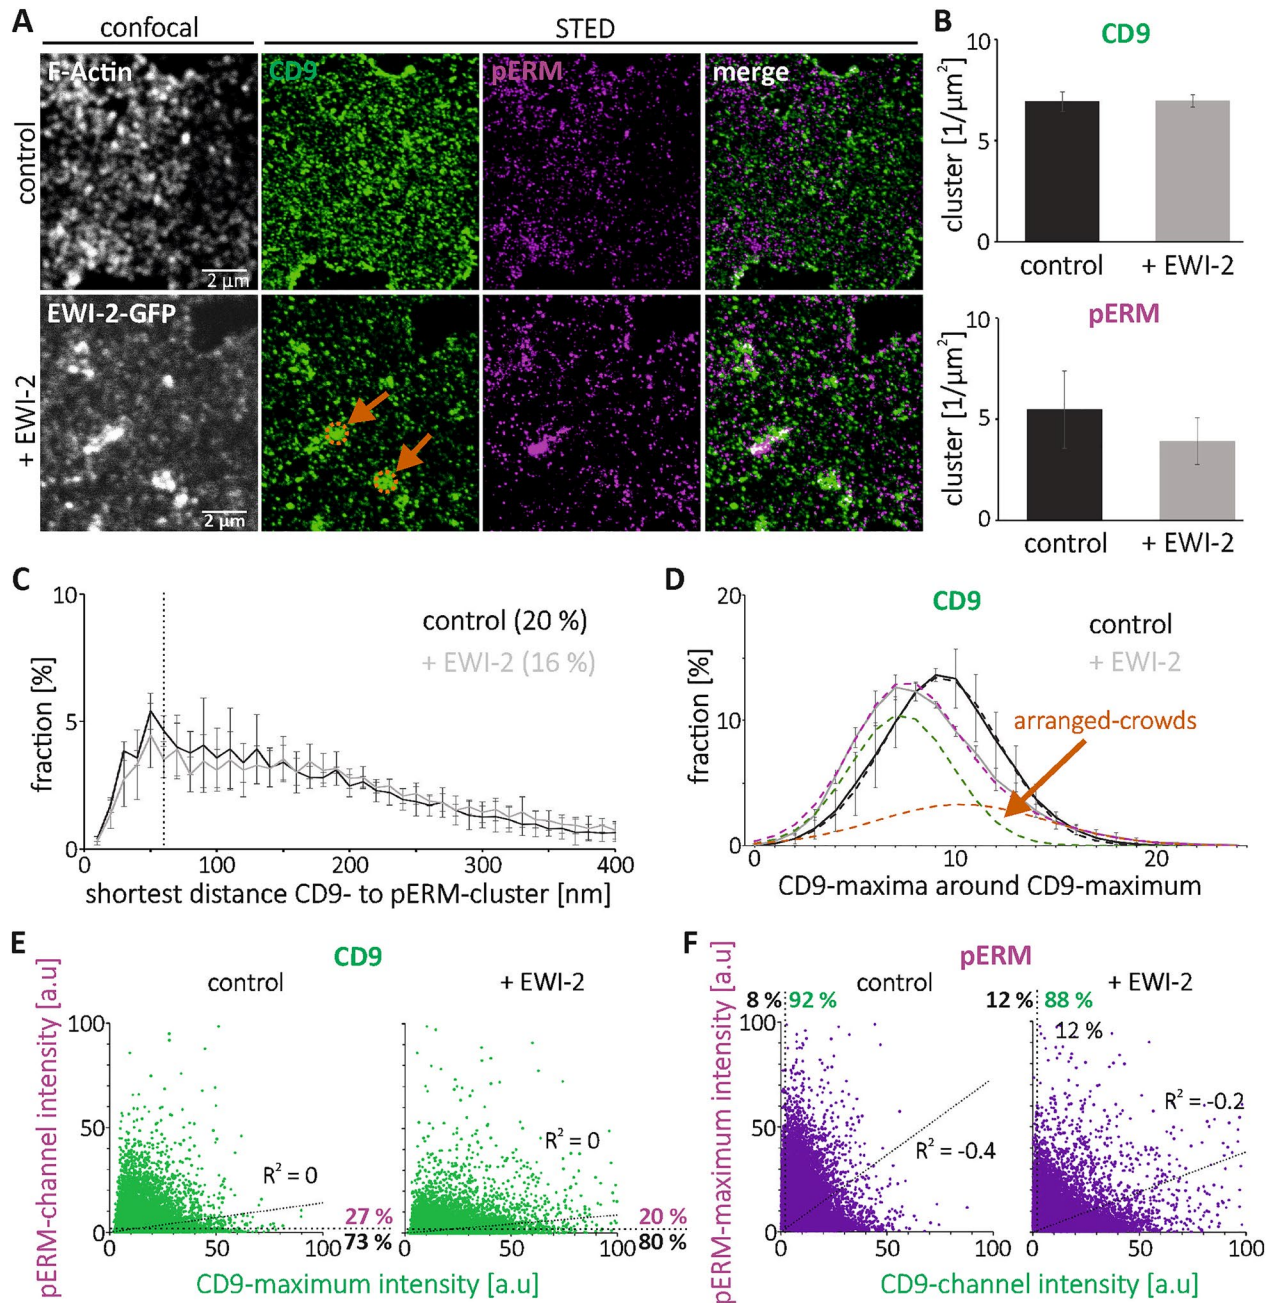 A
confocal
STED
F-Actin
CD9
pERM
merge
control
2 µm
EWI-2-GFP
+ EWI-2
2 µm
B
CD9
cluster [1/µm²]
10
5
0
control
+ EWI-2
pERM
cluster [1/µm²]
10
5
0
control
+ EWI-2
C
fraction [%]
10
5
0
control (20 %)
+ EWI-2 (16 %)
100
200
300
400
shortest distance CD9- to pERM-cluster [nm]
D
CD9
fraction [%]
20
10
0
control
+ EWI-2
arranged-crowds
0
10
20
CD9-maxima around CD9-maximum
E
CD9
control
+ EWI-2
pERM-channel intensity [a.u]
100
50
0
R² = 0
27 %
73 %
0
50
100
R² = 0
20 %
80 %
0
50
100
CD9-maximum intensity [a.u]
F
pERM
control
+ EWI-2
pERM-maximum intensity [a.u]
8 %
92 %
12 %
88 %
12 %
100
50
0
R² = -0.4
0
50
100
R² = -0.2
0
50
100
CD9-channel intensity [a.u]